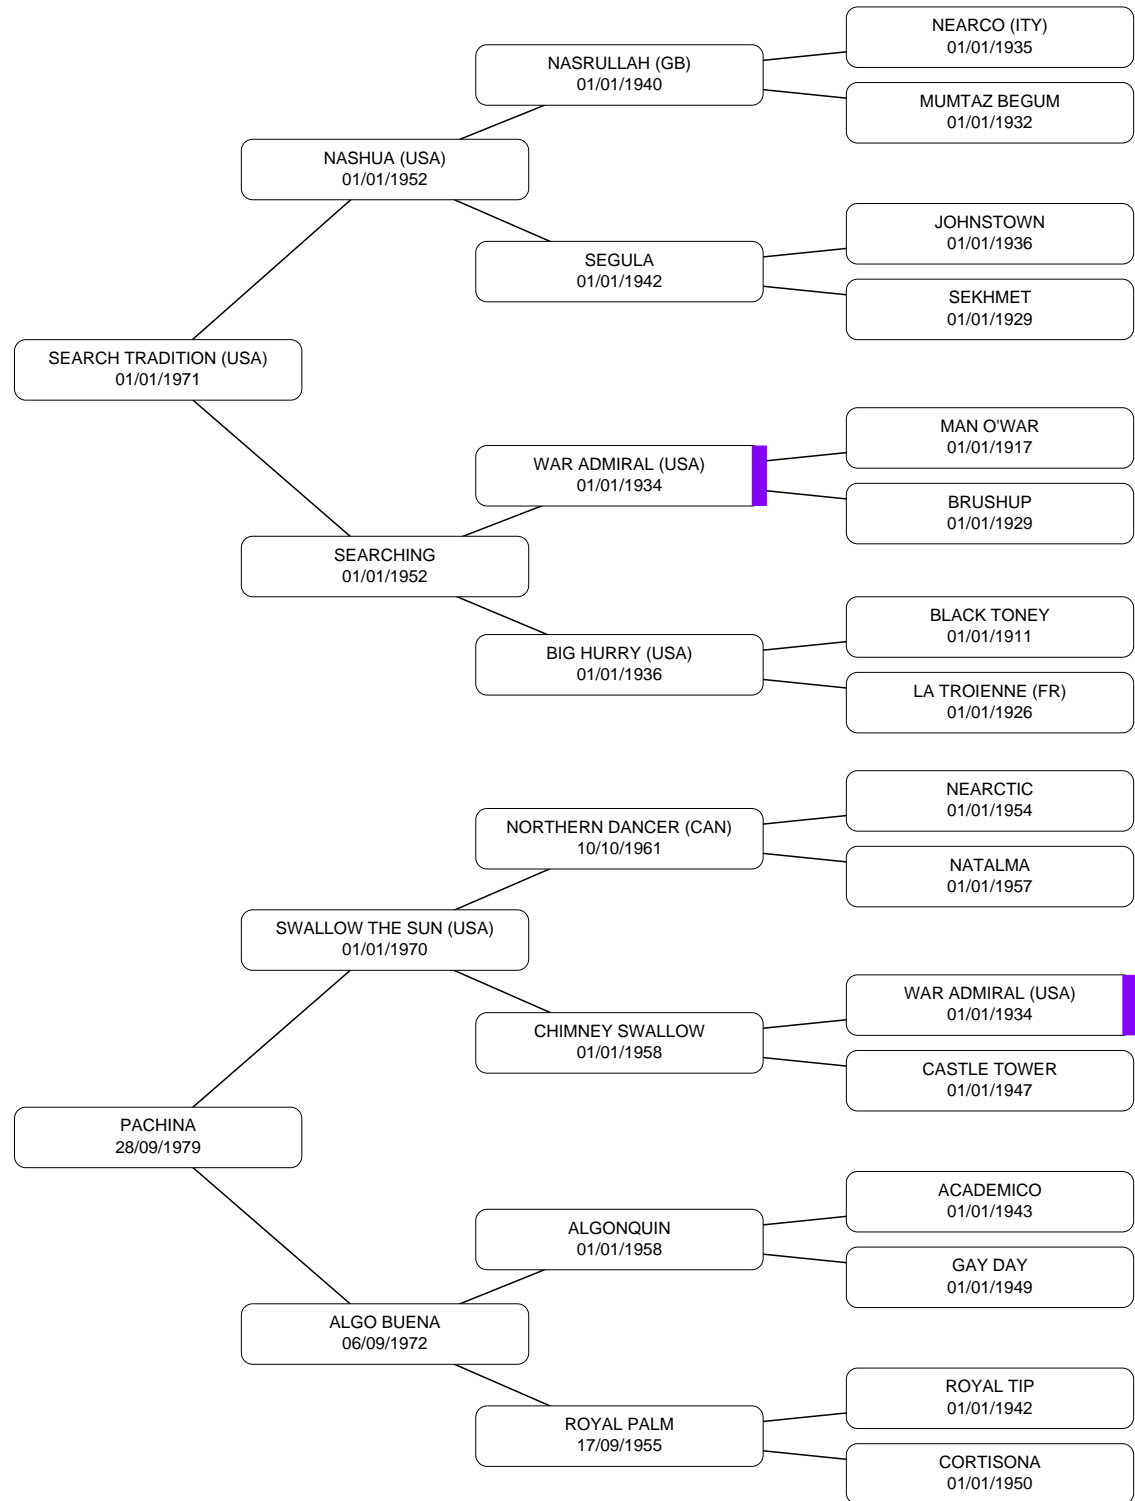 NEARCO (ITY)
01/01/1935
NASRULLAH (GB)
01/01/1940
MUMTAZ BEGUM
01/01/1932
NASHUA (USA)
01/01/1952
JOHNSTOWN
01/01/1936
SEGULA
01/01/1942
SEKHMET
01/01/1929
SEARCH TRADITION (USA)
01/01/1971
MAN O'WAR
01/01/1917
WAR ADMIRAL (USA)
01/01/1934
BRUSHUP
01/01/1929
SEARCHING
01/01/1952
BLACK TONEY
01/01/1911
BIG HURRY (USA)
01/01/1936
LA TROIENNE (FR)
01/01/1926
NEARCTIC
01/01/1954
NORTHERN DANCER (CAN)
10/10/1961
NATALMA
01/01/1957
SWALLOW THE SUN (USA)
01/01/1970
WAR ADMIRAL (USA)
01/01/1934
CHIMNEY SWALLOW
01/01/1958
CASTLE TOWER
01/01/1947
PACHINA
28/09/1979
ACADEMICO
01/01/1943
ALGONQUIN
01/01/1958
GAY DAY
01/01/1949
ALGO BUENA
06/09/1972
ROYAL TIP
01/01/1942
ROYAL PALM
17/09/1955
CORTISONA
01/01/1950